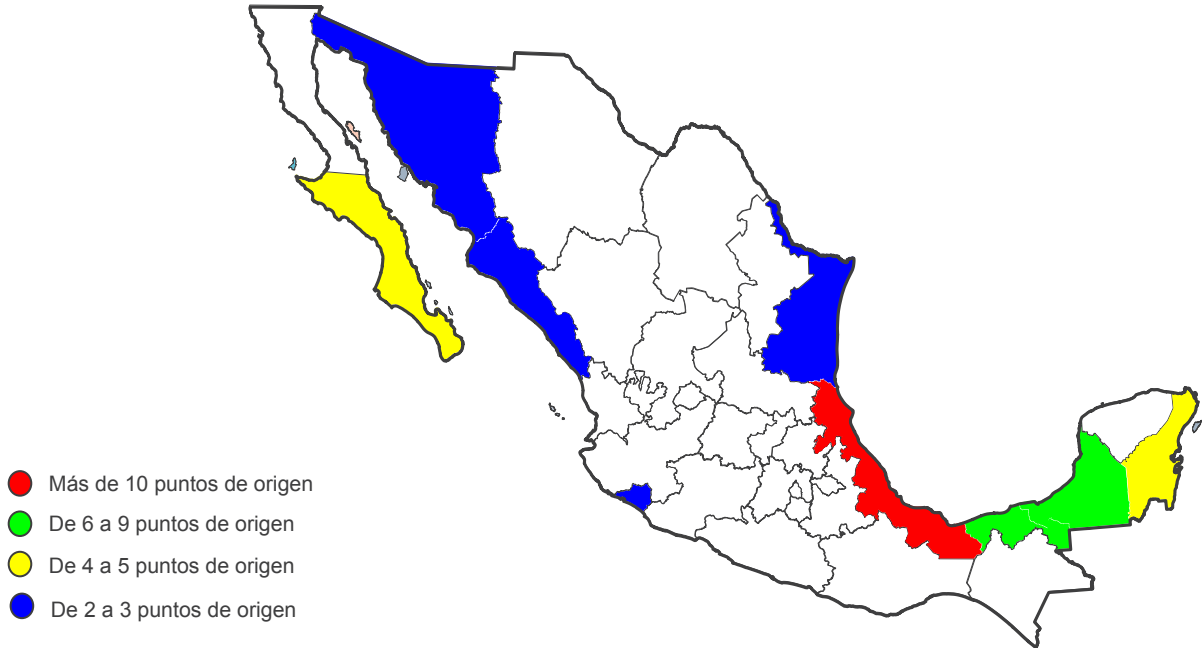 Más de 10 puntos de origen
De 6 a 9 puntos de origen
De 4 a 5 puntos de origen
De 2 a 3 puntos de origen